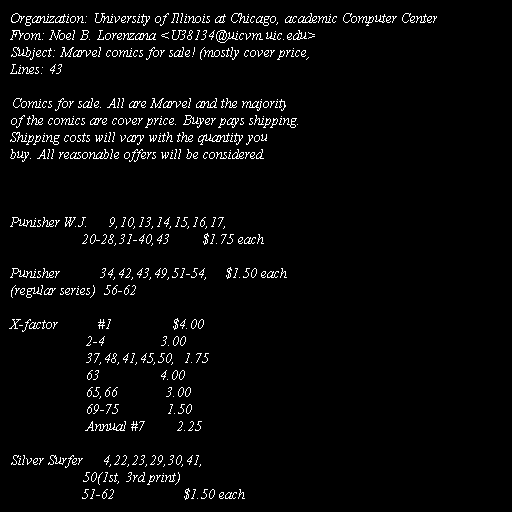 Organization: University of Illinois at Chicago, academic Computer Center
From: Noel B. Lorenzana <U38134@uicvm.uic.edu>
Subject: Marvel comics for sale! (mostly cover price,
Lines: 43
Comics for sale. All are Marvel and the majority
of the comics are cover price. Buyer pays shipping.
Shipping costs will vary with the quantity you
buy. All reasonable offers will be considered.
Punisher W.J. 9,10,13,14,15,16,17,
20-28,31-40,43 $1.75 each
Punisher 34,42,43,49,51-54, $1.50 each
(regular series) 56-62
X-factor #1 $4.00
2-4 3.00
37,48,41,45,50, 1.75
63 4.00
65,66 3.00
69-75 1.50
Annual #7 2.25
Silver Surfer 4,22,23,29,30,41,
50(1st, 3rd print)
51-62 $1.50 each